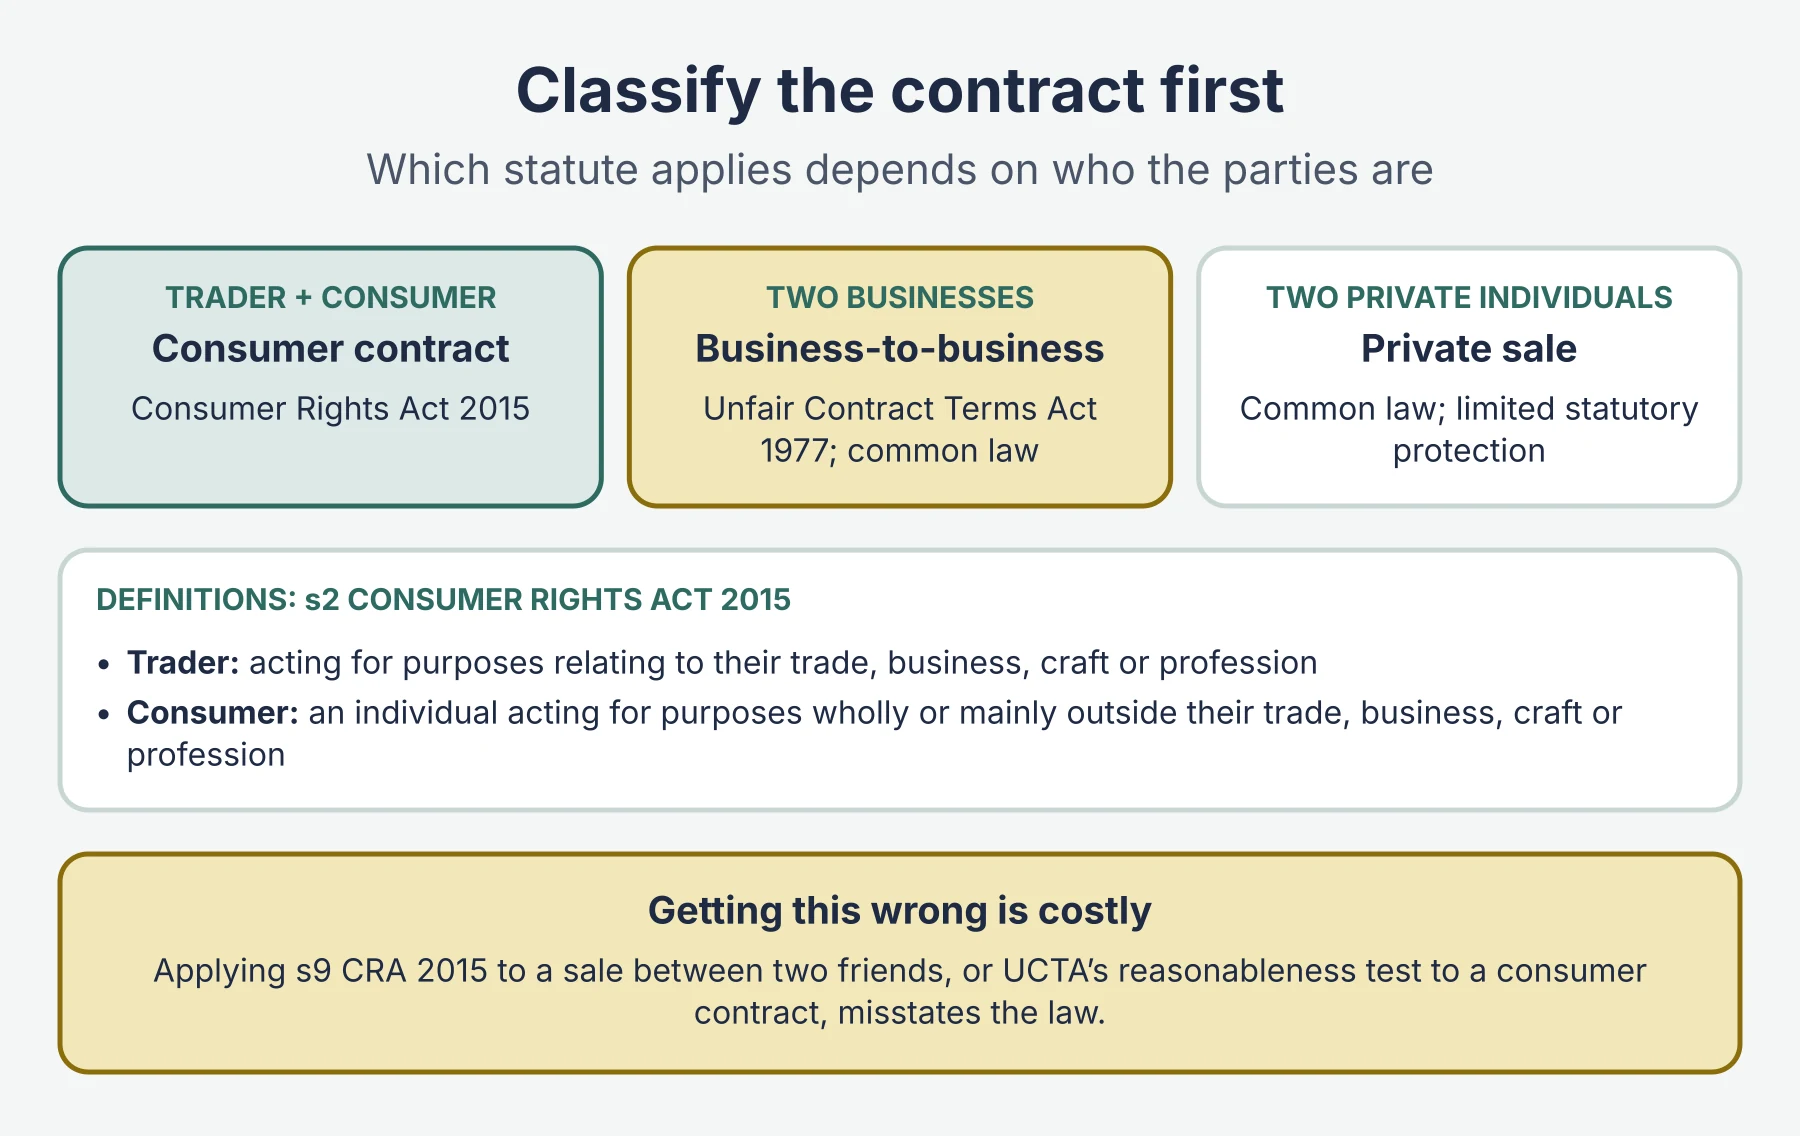 Classify the contract first
Which statute applies depends on who the parties are
TRADER + CONSUMER
Consumer contract
Consumer Rights Act 2015
TWO BUSINESSES
Business-to-business
Unfair Contract Terms Act
1977; common law
TWO PRIVATE INDIVIDUALS
Private sale
Common law; limited statutory
protection
DEFINITIONS: s2 CONSUMER RIGHTS ACT 2015
• Trader: acting for purposes relating to their trade, business, craft or profession
• Consumer: an individual acting for purposes wholly or mainly outside their trade, business, craft or
profession
Getting this wrong is costly
Applying s9 CRA 2015 to a sale between two friends, or UCTA’s reasonableness test to a consumer
contract, misstates the law.